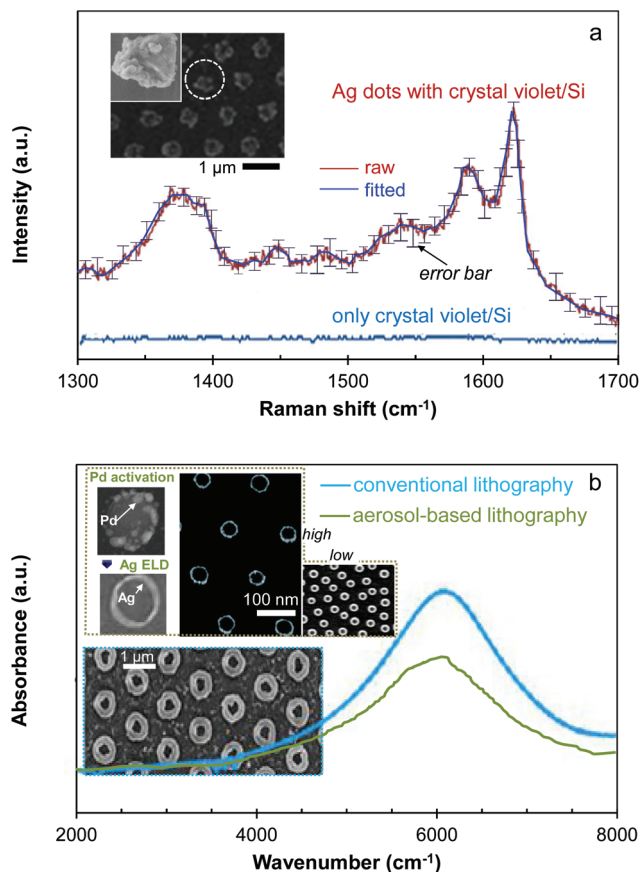 a
Ag dots with crystal violet/Si
1 µm
raw
fitted
error bar
only crystal violet/Si
Intensity (a.u.)
1300 1400 1500 1600 1700
Raman shift (cm-1)
b
Pd activation
Pd
Ag ELD
Ag
high
low
100 nm
1 µm
conventional lithography
aerosol-based lithography
Absorbance (a.u.)
2000 4000 6000 8000
Wavenumber (cm-1)